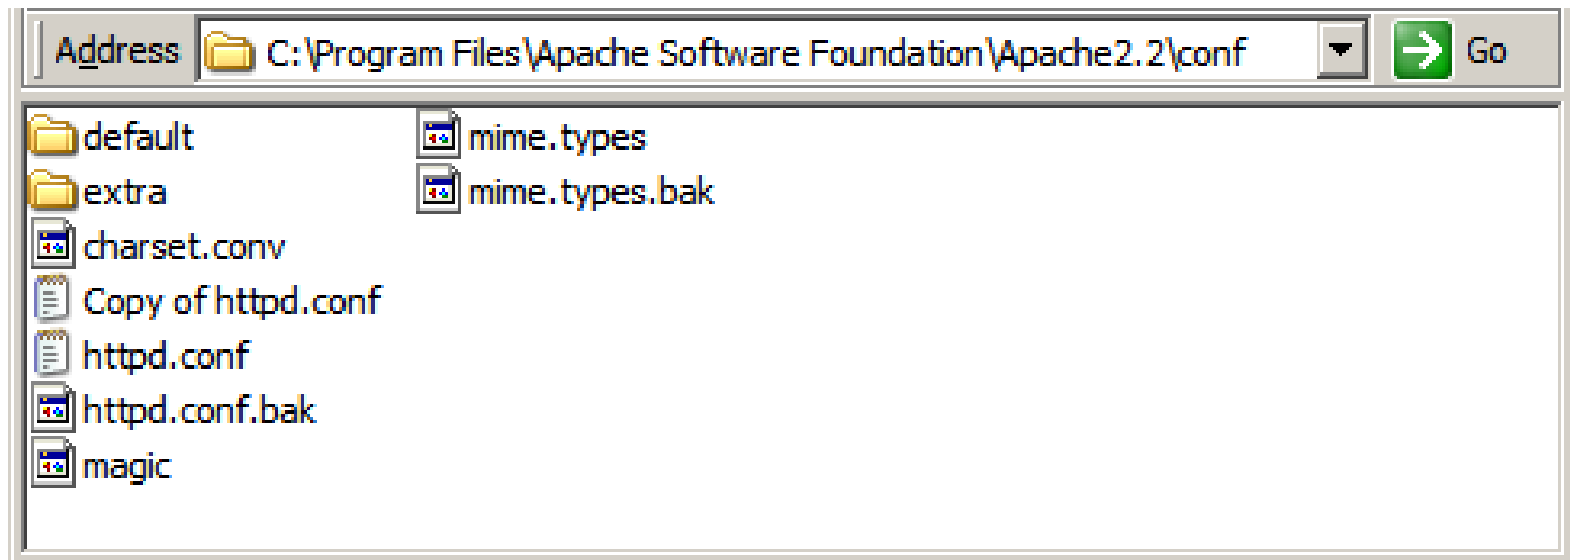 Address C:\Program Files\Apache Software Foundation\Apache2.2\conf Go
default
extra
charset.conv
Copy of httpd.conf
httpd.conf
httpd.conf.bak
magic
mime.types
mime.types.bak